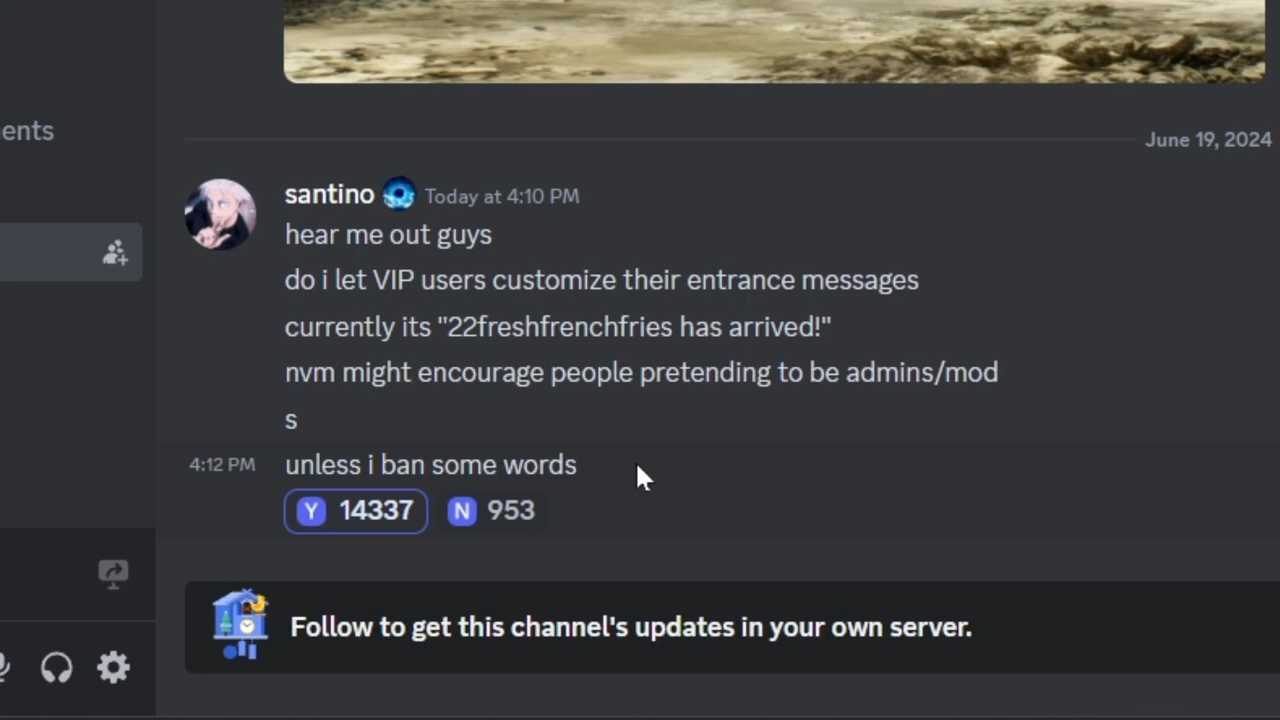 ents
June 19, 2024
santino Today at 4:10 PM
hear me out guys
do i let VIP users customize their entrance messages
currently its "22freshfrenchfries has arrived!"
nvm might encourage people pretending to be admins/mod
s
4:12 PM unless i ban some words
Y 14337 N 953
Follow to get this channel's updates in your own server.